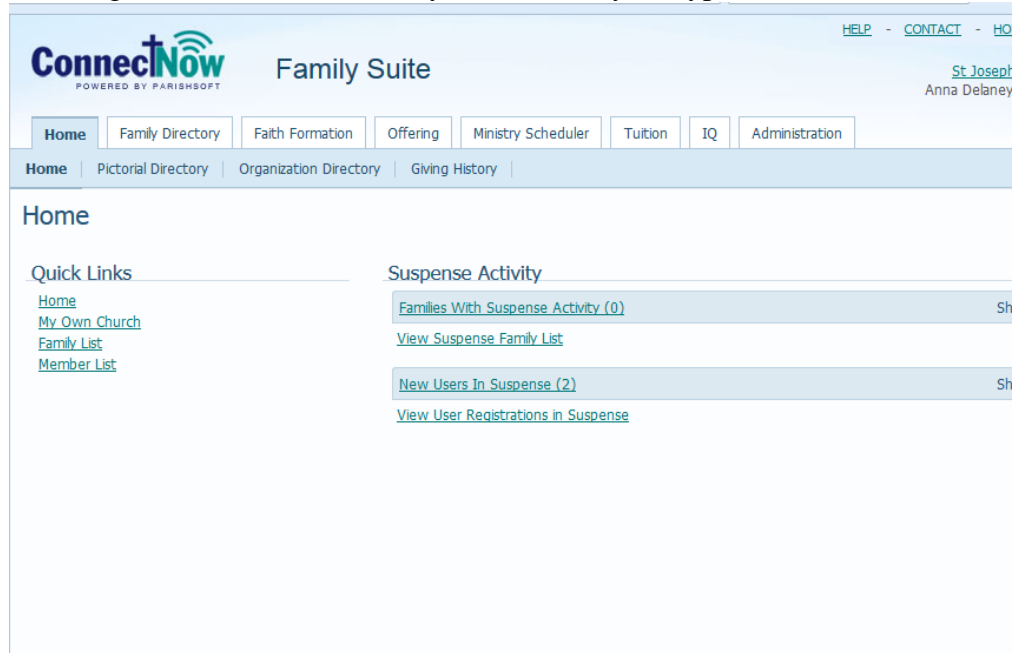 HELP - CONTACT - HO
ConnectNow Family Suite
POWERED BY PARISHSOFT
St Joseph
Anna Delaney
Home Family Directory Faith Formation Offering Ministry Scheduler Tuition IQ Administration
Home Pictorial Directory Organization Directory Giving History
Home
Quick Links
Home
My Own Church
Family List
Member List
Suspense Activity
Families With Suspense Activity (0) Sh
View Suspense Family List
New Users In Suspense (2) Sh
View User Registrations in Suspense